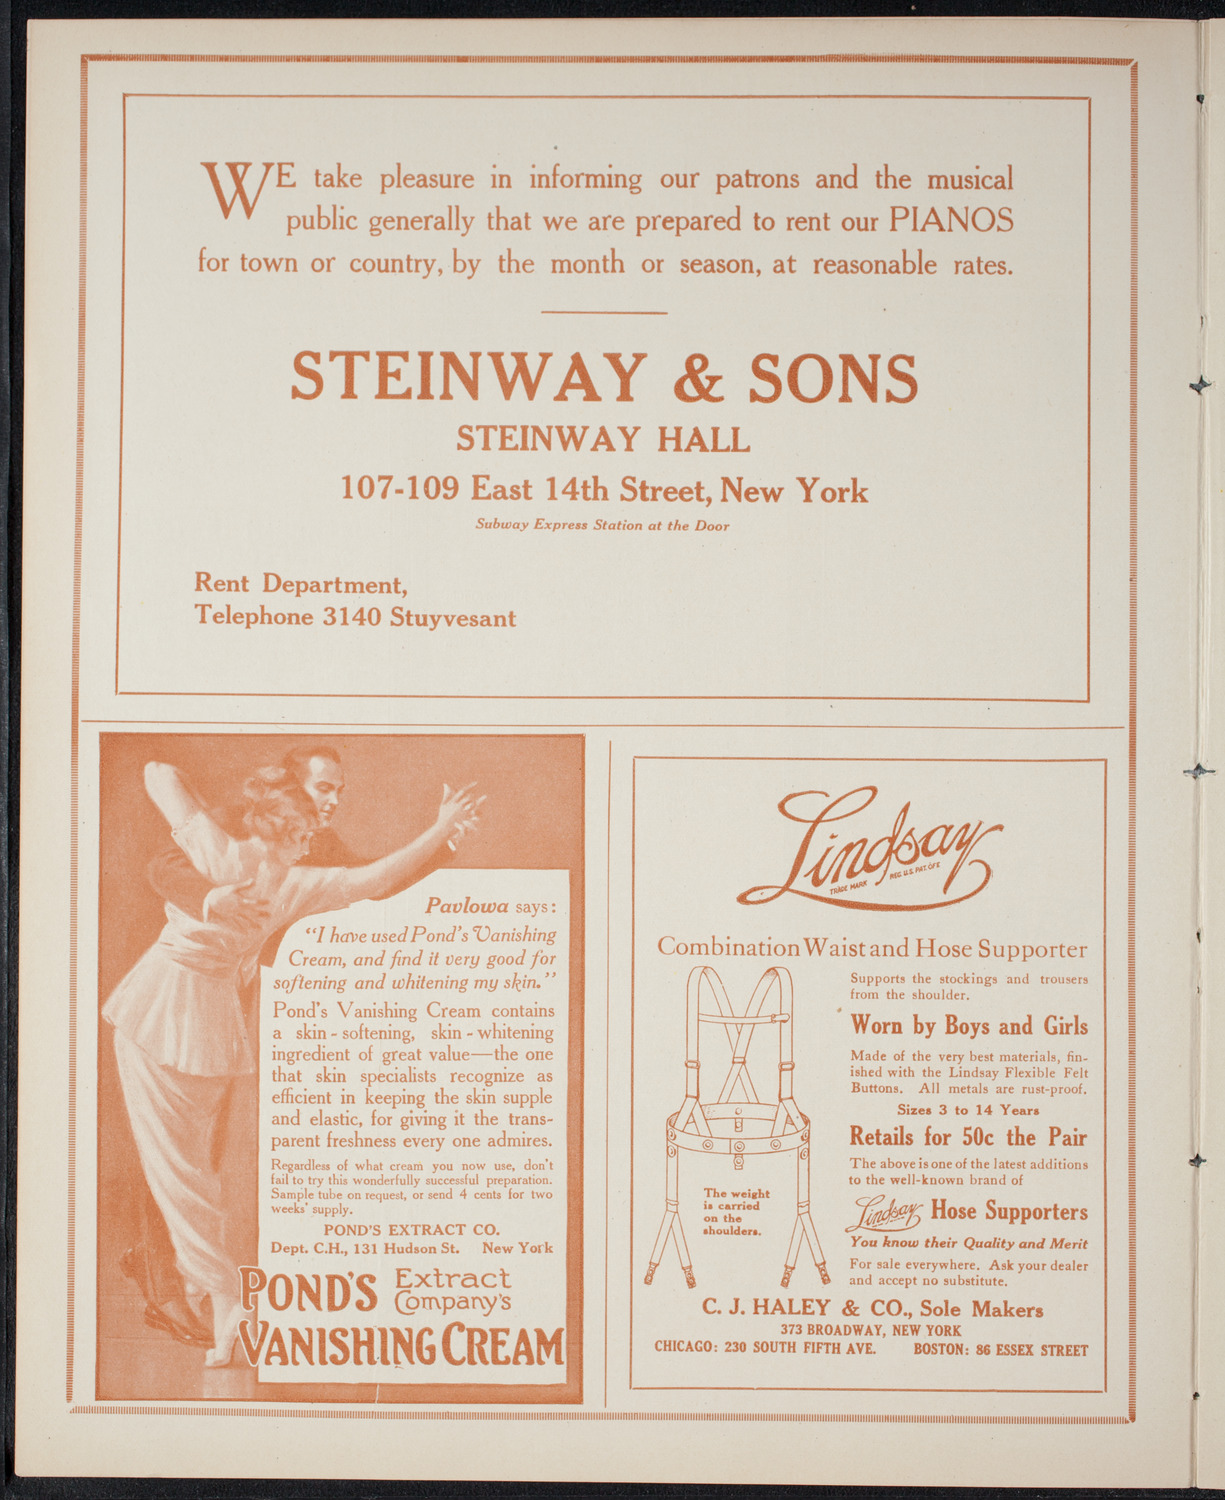 WE take pleasure in informing our patrons and the musical
public generally that we are prepared to rent our PIANOS
for town or country, by the month or season, at reasonable rates.
STEINWAY & SONS
STEINWAY HALL
107-109 East 14th Street, New York
Subway Express Station at the Door
Rent Department,
Telephone 3140 Stuyvesant
Pavlowa says:
"I have used Pond's Vanishing
Cream, and find it very good for
softening and whitening my skin."
Pond's Vanishing Cream contains
a skin-softening, skin-whitening
ingredient of great value—the one
that skin specialists recognize as
efficient in keeping the skin supple
and elastic, for giving it the trans-
parent freshness every one admires.
Regardless of what cream you now use, don't
fail to try this wonderfully successful preparation.
Sample tube on request, or send 4 cents for two
weeks' supply.
POND'S EXTRACT CO.
Dept. C.H., 131 Hudson St. New York
POND'S Extract
Company's
VANISHING CREAM
Lindsay
TRADE MARK REG. U.S. PAT. OFF.
Combination Waist and Hose Supporter
Supports the stockings and trousers
from the shoulder.
Worn by Boys and Girls
Made of the very best materials, fin-
ished with the Lindsay Flexible Felt
Buttons. All metals are rust-proof.
Sizes 3 to 14 Years
Retails for 50c the Pair
The above is one of the latest additions
to the well-known brand of
Lindsay Hose Supporters
You know their Quality and Merit
For sale everywhere. Ask your dealer
and accept no substitute.
The weight
is carried
on the
shoulders.
C. J. HALEY & CO., Sole Makers
373 BROADWAY, NEW YORK
CHICAGO: 230 SOUTH FIFTH AVE. BOSTON: 86 ESSEX STREET